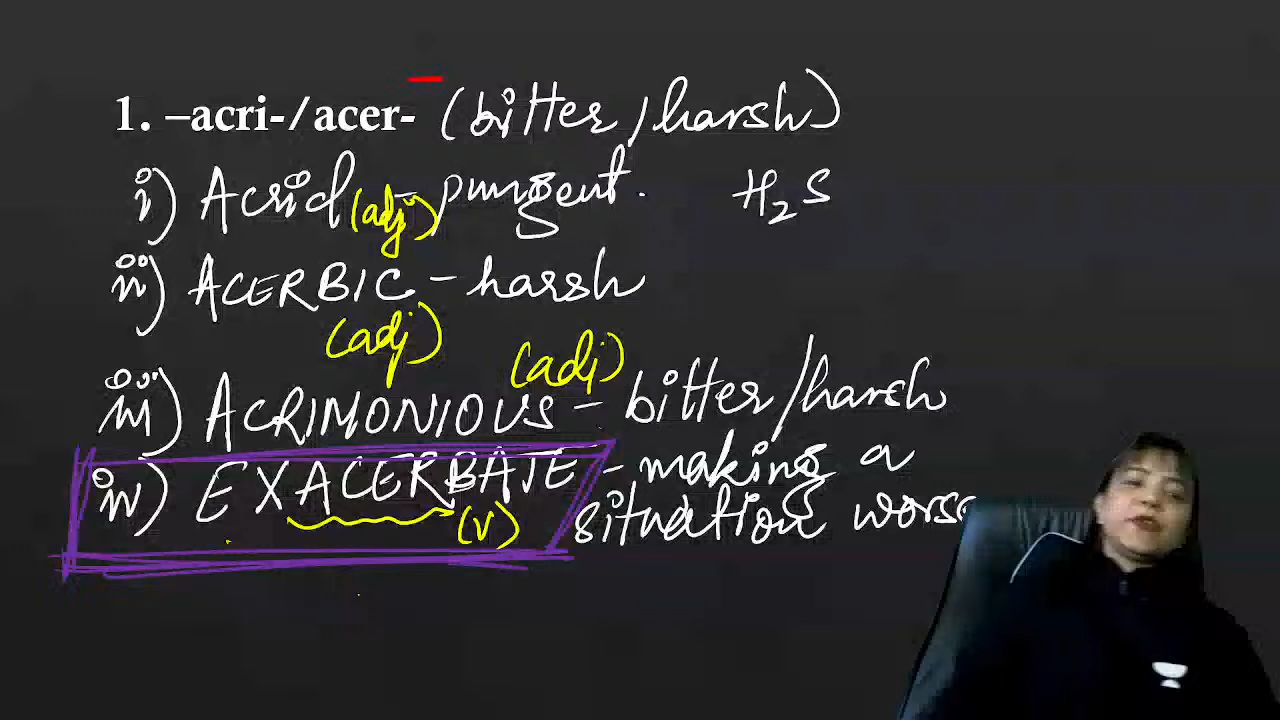 1. –acri-/acer- (bitter/harsh)
i) Acrid (adj) - pungent. H2S
ii) ACERBIC - harsh
(adj) (adj)
iii) ACRIMONIOUS - bitter/harsh
iv) EXACERBATE - making a
(v) situation worse